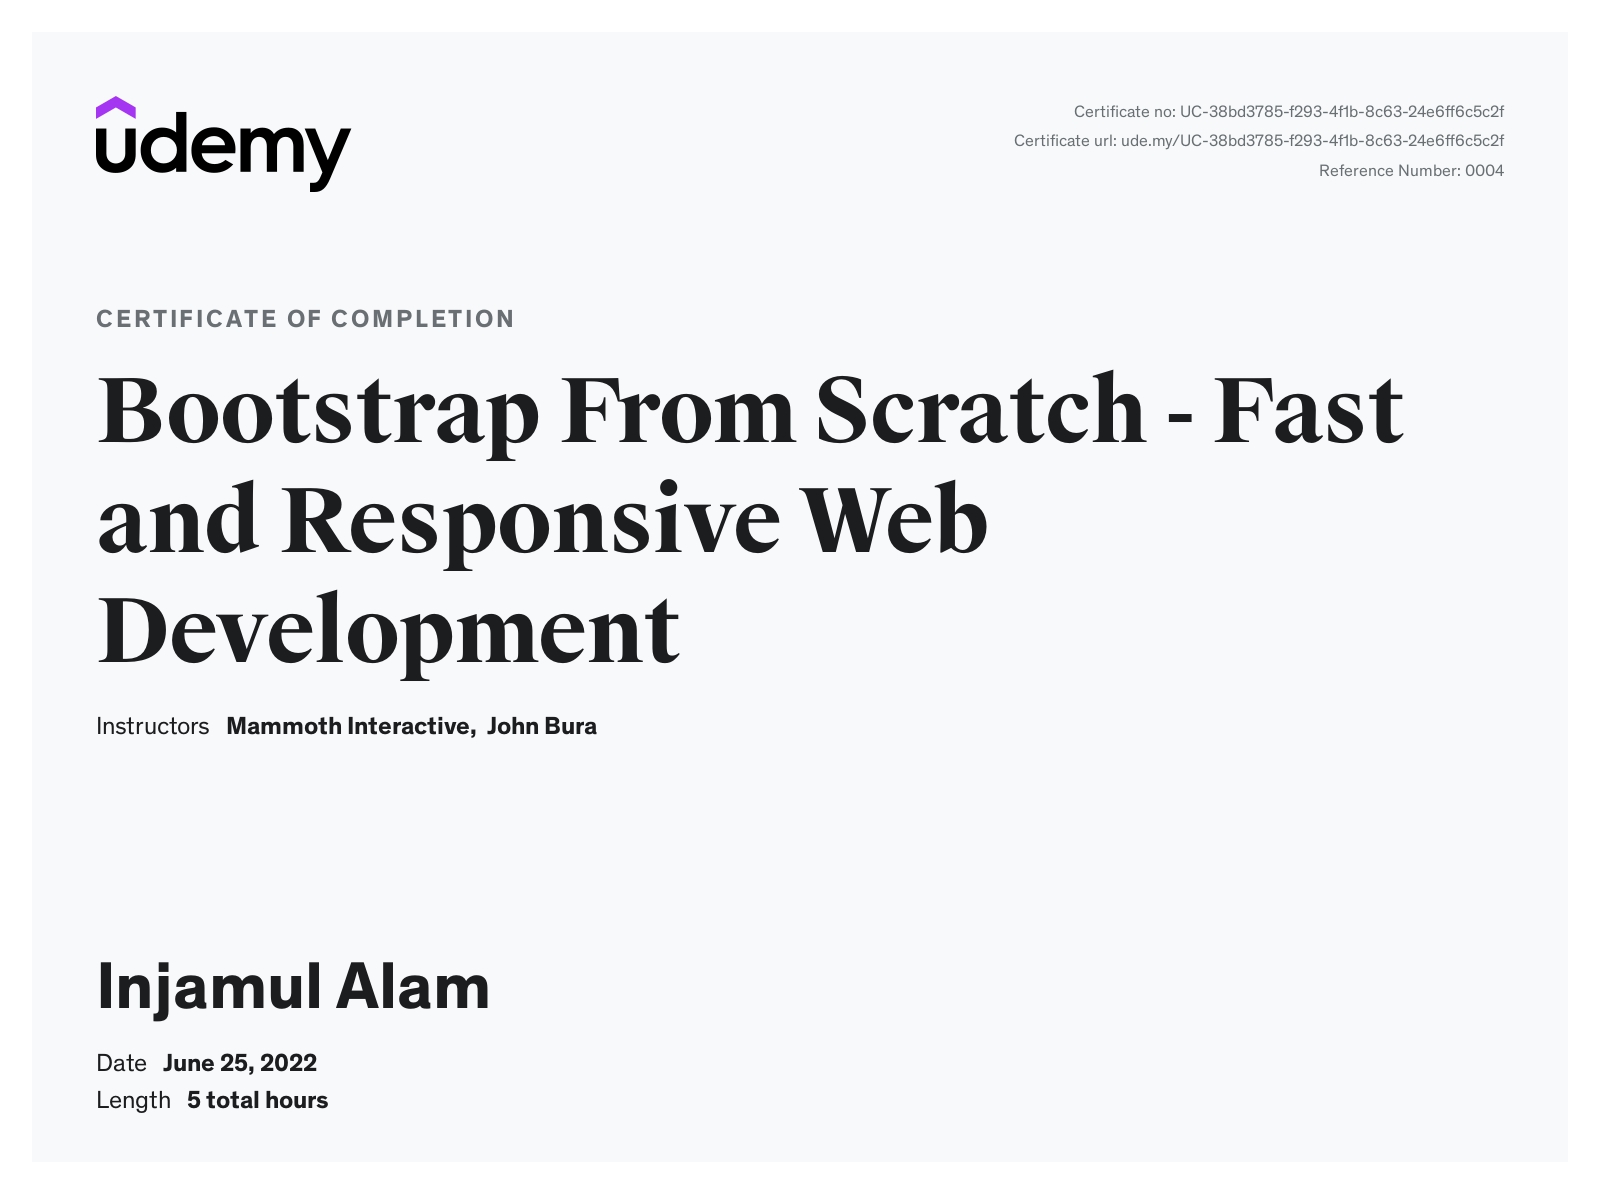 udemy
Certificate no: UC-38bd3785-f293-4f1b-8c63-24e6ff6c5c2f
Certificate url: ude.my/UC-38bd3785-f293-4f1b-8c63-24e6ff6c5c2f
Reference Number: 0004
CERTIFICATE OF COMPLETION
Bootstrap From Scratch - Fast
and Responsive Web
Development
Instructors Mammoth Interactive, John Bura
Injamul Alam
Date June 25, 2022
Length 5 total hours